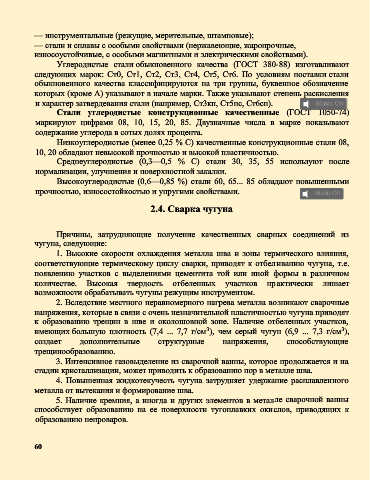 — инструментальные (режущие, мерительные, штамповые);
— стали и сплавы с особыми свойствами (нержавеющие, жаропрочные,
износоустойчивые, с особыми магнитными и электрическими свойствами).
Углеродистые стали обыкновенного качества (ГОСТ 380-88) изготавливают
следующих марок: Ст0, Ст1, Ст2, Ст3, Ст4, Ст5, Ст6. По условиям поставки стали
обыкновенного качества классифицируются на три группы, буквенное обозначение
которых (кроме А) указывают в начале марки. Также указывают степень раскисления
и характер затвердевания стали (например, Ст3кп, Ст5пс, Ст6сп).
Стали углеродистые конструкционные качественные (ГОСТ 1050-74)
маркируют цифрами 08, 10, 15, 20, 85. Двузначные числа в марке показывают
содержание углерода в сотых долях процента.
Низкоуглеродистые (менее 0,25 % С) качественные конструкционные стали 08,
10, 20 обладают невысокой прочностью и высокой пластичностью.
Среднеуглеродистые (0,3—0,5 % С) стали 30, 35, 55 используют после
нормализации, улучшения и поверхностной закалки.
Высокоуглеродистые (0,6—0,85 %) стали 60, 65... 85 обладают повышенными
прочностью, износостойкостью и упругими свойствами.
2.4. Сварка чугуна
Причины, затрудняющие получение качественных сварных соединений из
чугуна, следующие:
1. Высокие скорости охлаждения металла шва и зоны термического влияния,
соответствующие термическому циклу сварки, приводят к отбеливанию чугуна, т.е.
появлению участков с выделениями цементита той или иной формы в различном
количестве. Высокая твердость отбеленных участков практически лишает
возможности обрабатывать чугуны режущим инструментом.
2. Вследствие местного неравномерного нагрева металла возникают сварочные
напряжения, которые в связи с очень незначительной пластичностью чугуна приводят
к образованию трещин в шве и околошовной зоне. Наличие отбеленных участков,
имеющих большую плотность (7,4 ... 7,7 г/см³), чем серый чугун (6,9 ... 7,3 г/см³),
создает дополнительные структурные напряжения, способствующие
трещинообразованию.
3. Интенсивное газовыделение из сварочной ванны, которое продолжается и на
стадии кристаллизации, может приводить к образованию пор в металле шва.
4. Повышенная жидкотекучесть чугуна затрудняет удержание расплавленного
металла от вытекания и формирование шва.
5. Наличие кремния, а иногда и других элементов в металле сварочной ванны
способствует образованию на ее поверхности тугоплавких окислов, приводящих к
образованию непроваров.
60